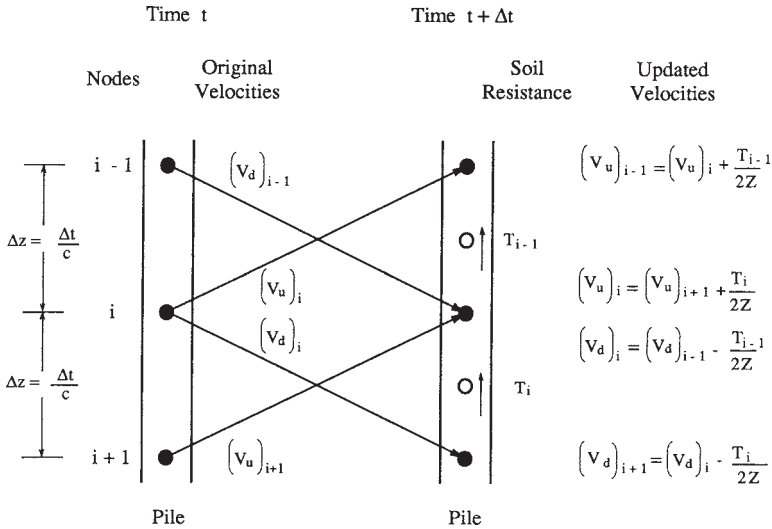 Time t Time t + Δt
Nodes Original Velocities Soil Resistance Updated Velocities
i - 1 (Vd)i - 1 (Vu)i - 1 = (Vu)i + Ti - 1/2Z
Δz = Δt/c Ti - 1
(Vu)i (Vu)i = (Vu)i + 1 + Ti/2Z
i
(Vd)i (Vd)i = (Vd)i - 1 - Ti - 1/2Z
Δz = Δt/c Ti
i + 1 (Vu)i+1 (Vd)i + 1 = (Vd)i - Ti/2Z
Pile Pile